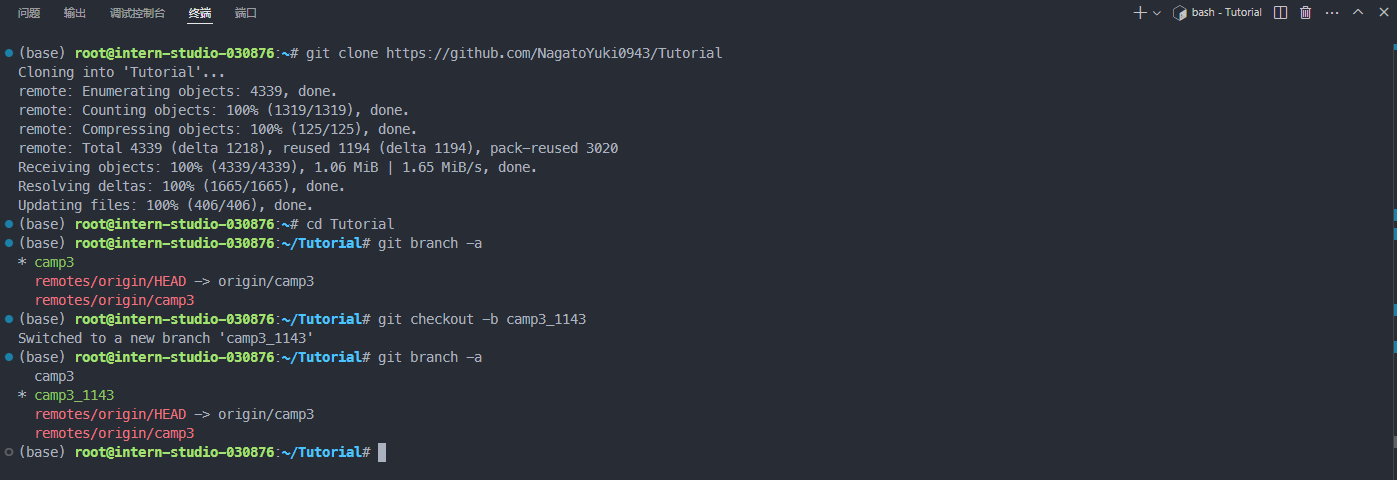 问题 输出 调试控制台 终端 端口 bash - Tutorial
(base) root@intern-studio-030876:~# git clone https://github.com/NagatoYuki0943/Tutorial
Cloning into 'Tutorial'...
remote: Enumerating objects: 4339, done.
remote: Counting objects: 100% (1319/1319), done.
remote: Compressing objects: 100% (125/125), done.
remote: Total 4339 (delta 1218), reused 1194 (delta 1194), pack-reused 3020
Receiving objects: 100% (4339/4339), 1.06 MiB | 1.65 MiB/s, done.
Resolving deltas: 100% (1665/1665), done.
Updating files: 100% (406/406), done.
(base) root@intern-studio-030876:~# cd Tutorial
(base) root@intern-studio-030876:~/Tutorial# git branch -a
* camp3
  remotes/origin/HEAD -> origin/camp3
  remotes/origin/camp3
(base) root@intern-studio-030876:~/Tutorial# git checkout -b camp3_1143
Switched to a new branch 'camp3_1143'
(base) root@intern-studio-030876:~/Tutorial# git branch -a
  camp3
* camp3_1143
  remotes/origin/HEAD -> origin/camp3
  remotes/origin/camp3
(base) root@intern-studio-030876:~/Tutorial#